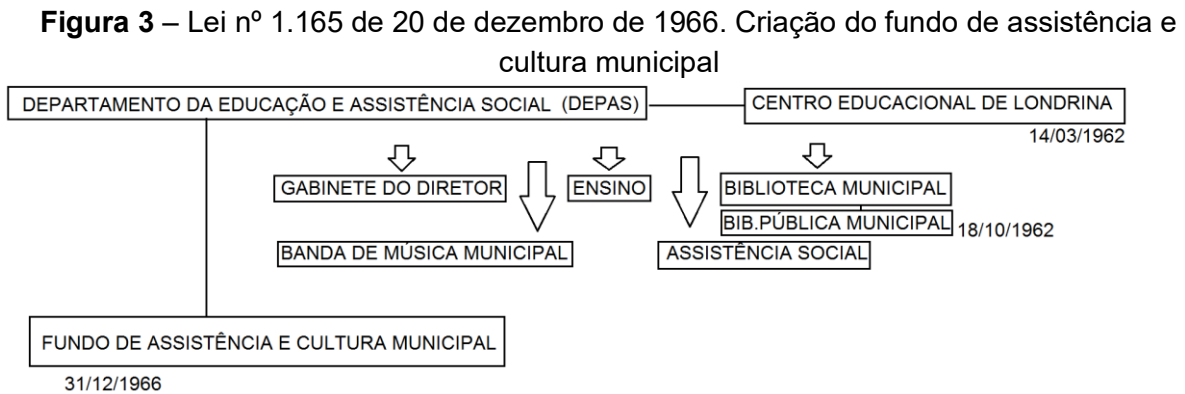 Figura 3 – Lei nº 1.165 de 20 de dezembro de 1966. Criação do fundo de assistência e
cultura municipal
DEPARTAMENTO DA EDUCAÇÃO E ASSISTÊNCIA SOCIAL (DEPAS)
CENTRO EDUCACIONAL DE LONDRINA
14/03/1962
GABINETE DO DIRETOR
ENSINO
BIBLIOTECA MUNICIPAL
BIB.PÚBLICA MUNICIPAL
18/10/1962
BANDA DE MÚSICA MUNICIPAL
ASSISTÊNCIA SOCIAL
FUNDO DE ASSISTÊNCIA E CULTURA MUNICIPAL
31/12/1966